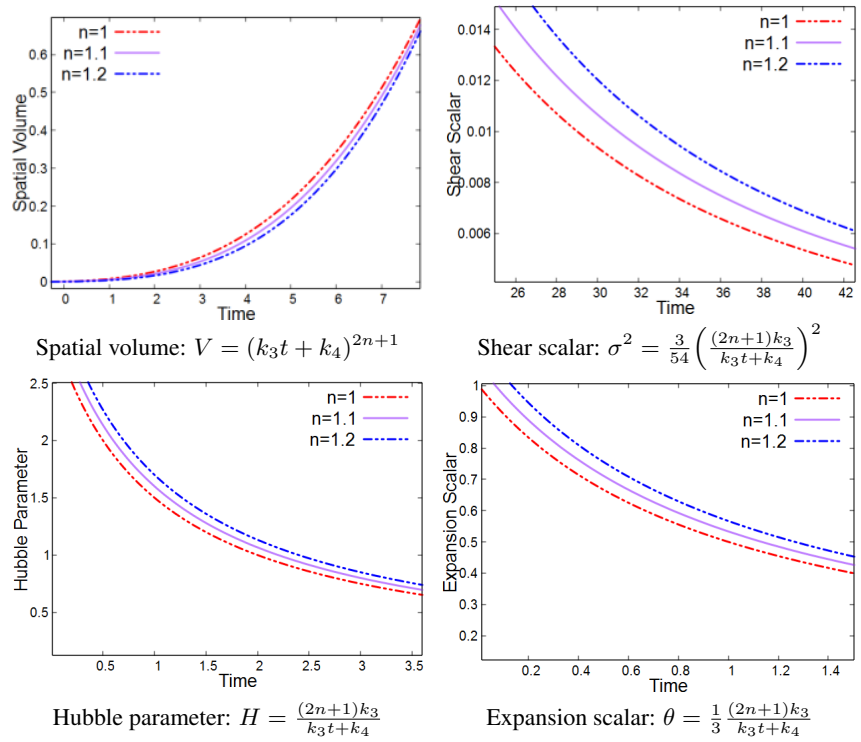 n=1
n=1.1
n=1.2
0.6
0.5
0.4
0.3
0.2
0.1
0
Spatial Volume
0 1 2 3 4 5 6 7
Time
Spatial volume: V = (k₃t + k₄)²ⁿ⁺¹
n=1
n=1.1
n=1.2
0.014
0.012
0.01
0.008
0.006
Shear Scalar
26 28 30 32 34 36 38 40 42
Time
Shear scalar: σ² = 3/54 ((2n+1)k₃/(k₃t+k₄))²
n=1
n=1.1
n=1.2
2.5
2
1.5
1
0.5
Hubble Parameter
0.5 1 1.5 2 2.5 3 3.5
Time
Hubble parameter: H = (2n+1)k₃/(k₃t+k₄)
n=1
n=1.1
n=1.2
1
0.9
0.8
0.7
0.6
0.5
0.4
0.3
0.2
Expansion Scalar
0.2 0.4 0.6 0.8 1 1.2 1.4
Time
Expansion scalar: θ = 1/3 (2n+1)k₃/(k₃t+k₄)